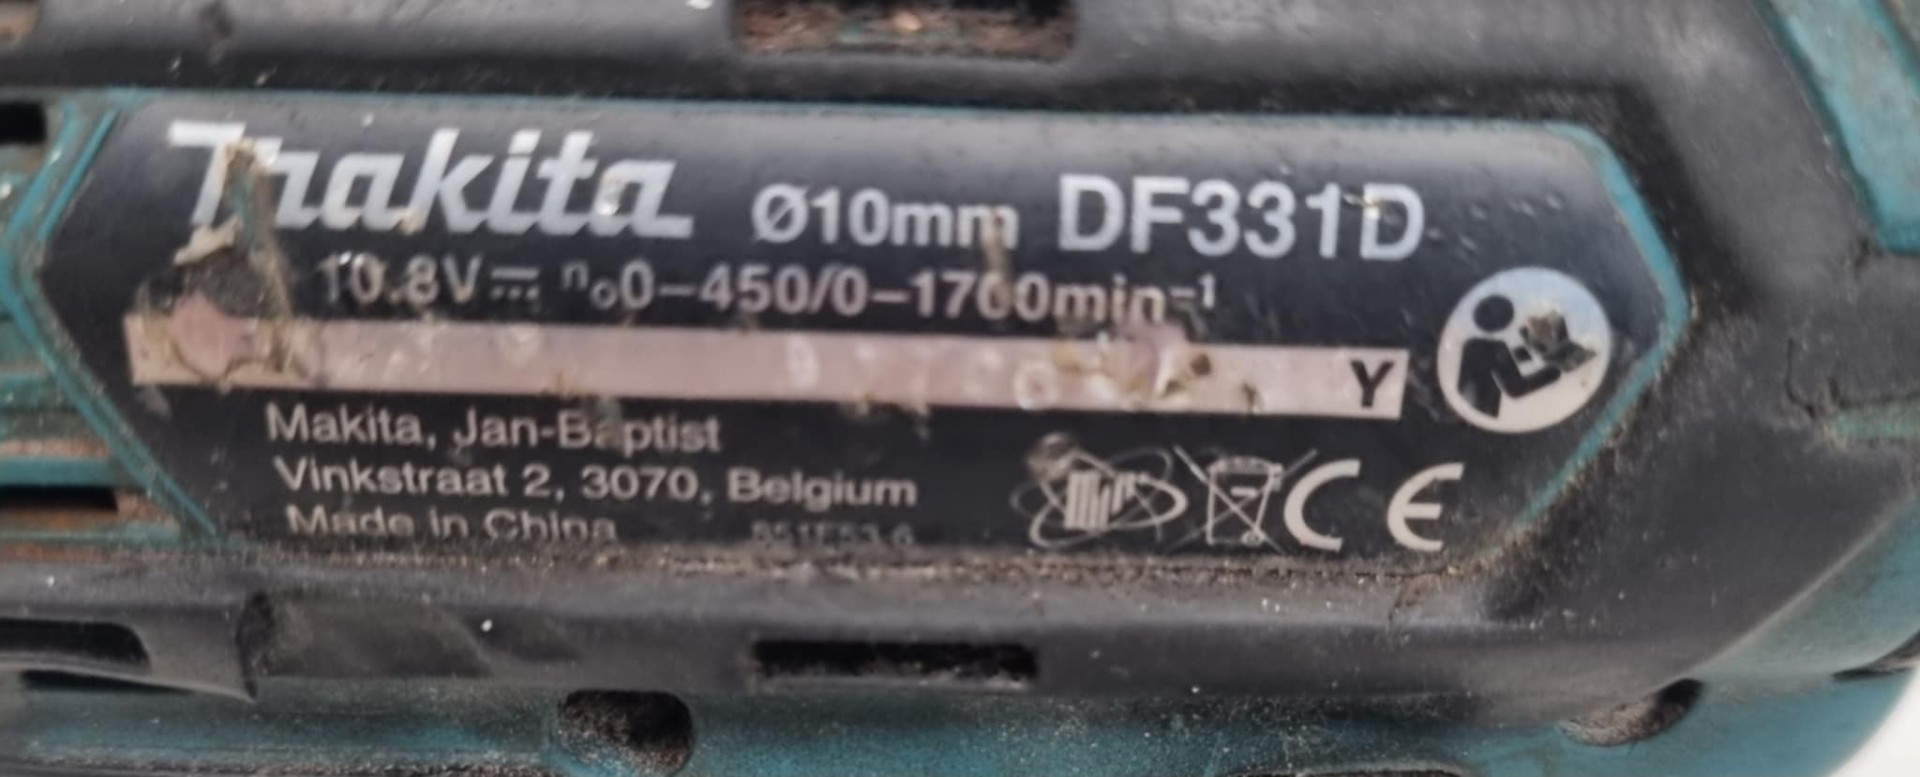 Makita Ø10mm DF331D
10.8V⎓ n₀0-450/0-1700min⁻¹
Y
Makita, Jan-Baptist
Vinkstraat 2, 3070, Belgium
Made in China
CE